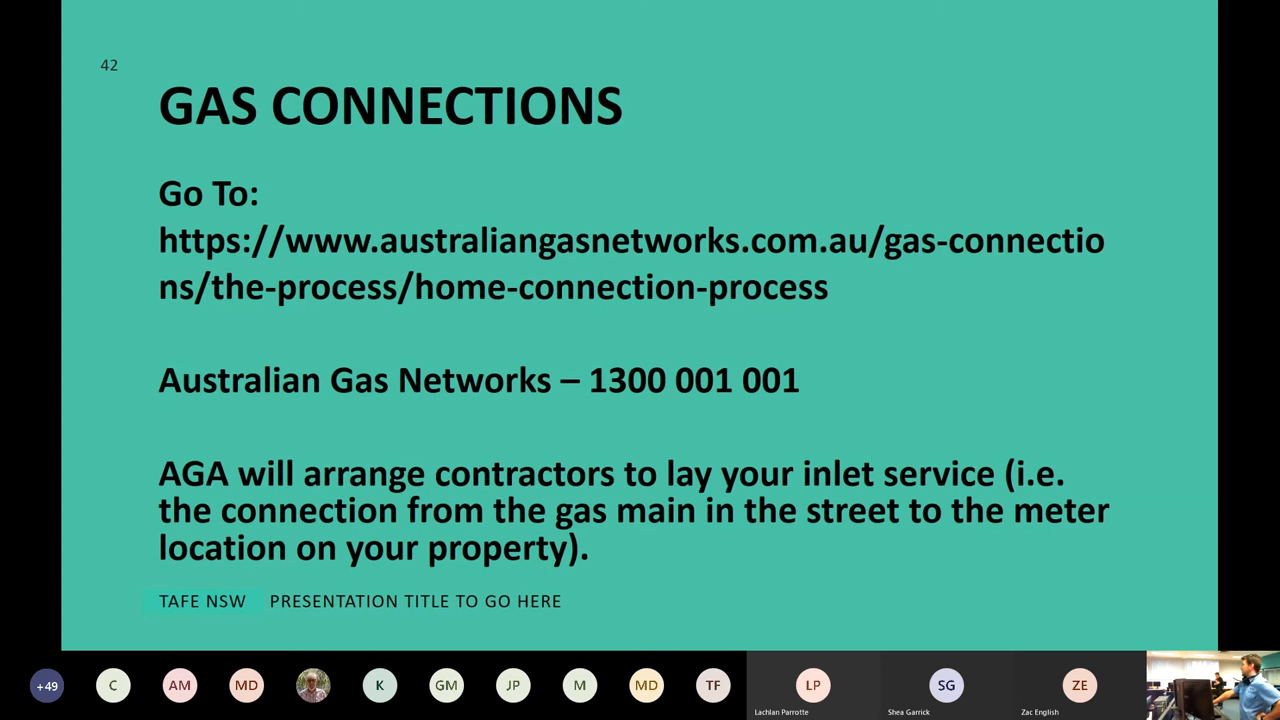 42
GAS CONNECTIONS
Go To:
https://www.australiangasnetworks.com.au/gas-connectio
ns/the-process/home-connection-process
Australian Gas Networks – 1300 001 001
AGA will arrange contractors to lay your inlet service (i.e.
the connection from the gas main in the street to the meter
location on your property).
TAFE NSW PRESENTATION TITLE TO GO HERE
+49 C AM MD K GM JP M MD TF LP SG ZE
Lachlan Parrotte Shea Garrick Zac English